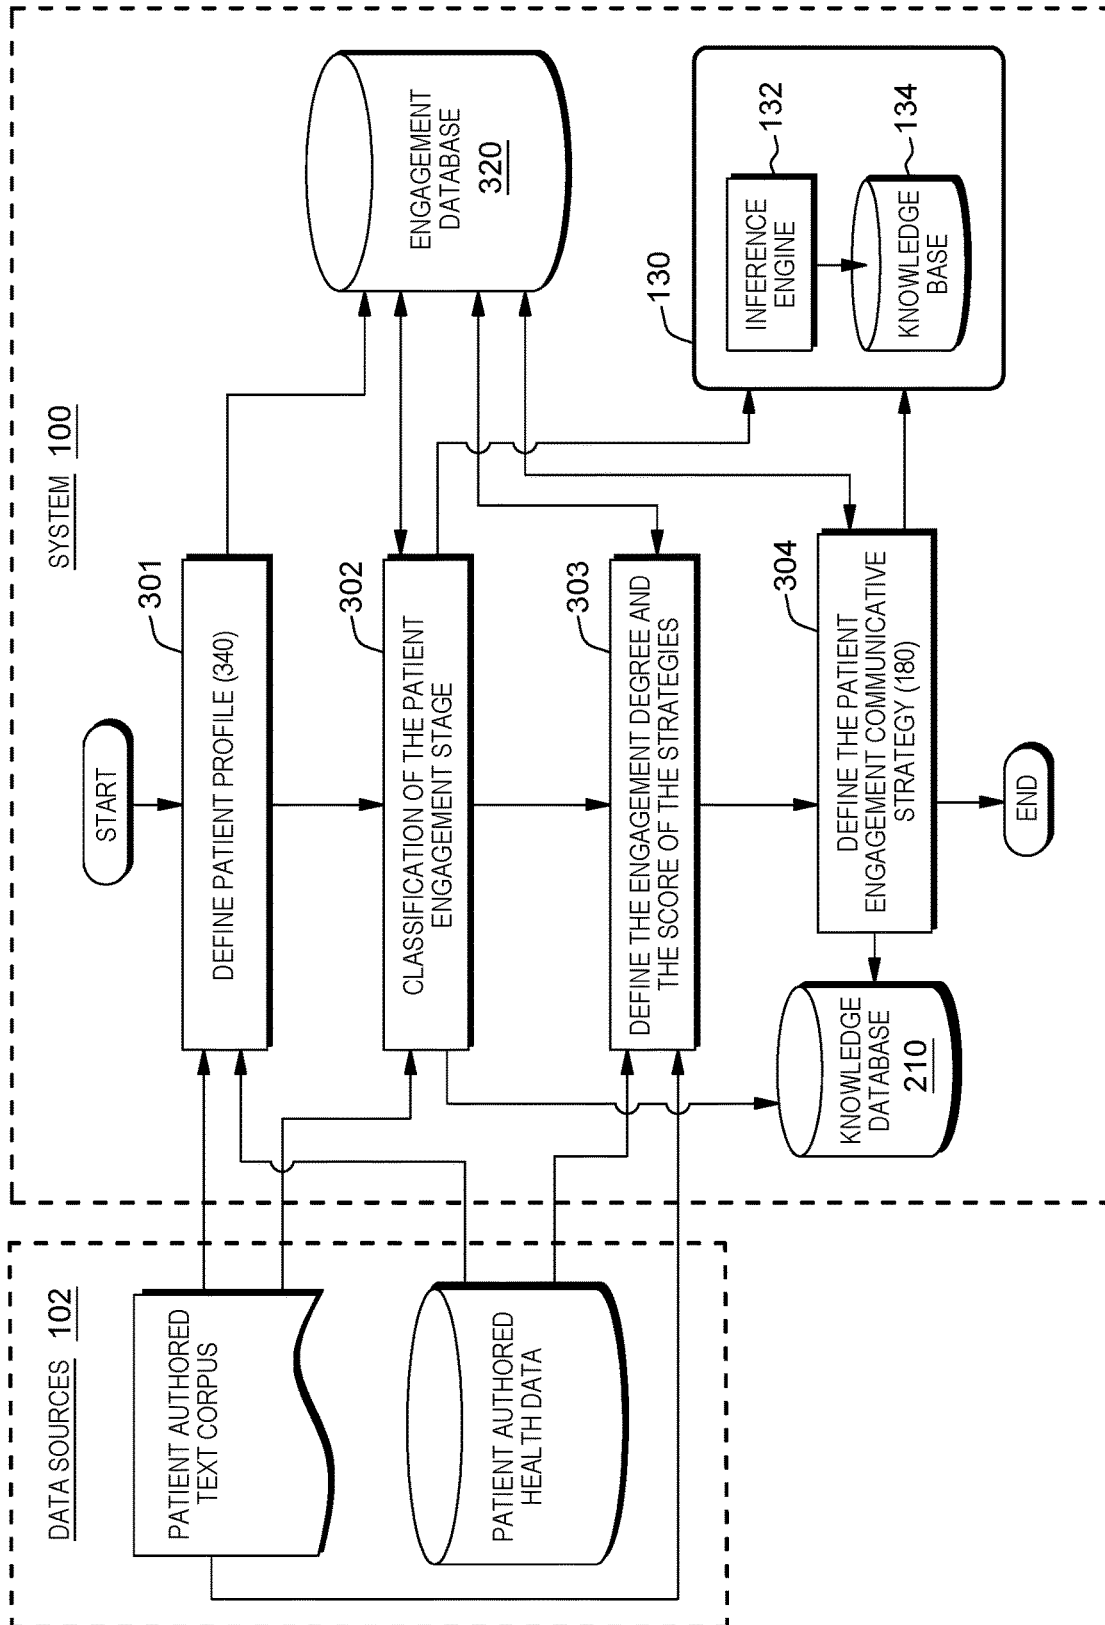 DATA SOURCES 102
PATIENT AUTHORED
TEXT CORPUS
PATIENT AUTHORED
HEALTH DATA
SYSTEM 100
START
301
DEFINE PATIENT PROFILE (340)
302
CLASSIFICATION OF THE PATIENT
ENGAGEMENT STAGE
303
DEFINE THE ENGAGEMENT DEGREE AND
THE SCORE OF THE STRATEGIES
304
DEFINE THE PATIENT
ENGAGEMENT COMMUNICATIVE
STRATEGY (180)
END
KNOWLEDGE
DATABASE
210
ENGAGEMENT
DATABASE
320
130
INFERENCE
ENGINE
132
KNOWLEDGE
BASE
134